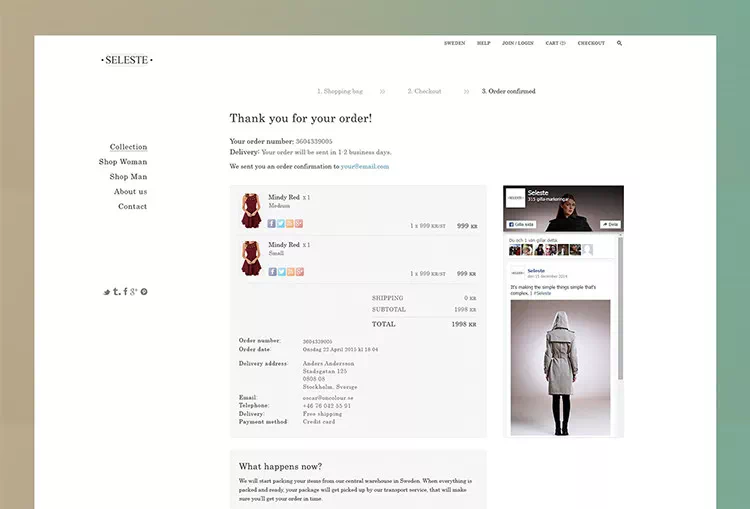 SWEDEN HELP JOIN / LOGIN CART CHECKOUT
• SELESTE •
1. Shopping bag 2. Checkout 3. Order confirmed
Thank you for your order!
Your order number: 3604339005
Delivery: Your order will be sent in 1-2 business days.
We sent you an order confirmation to your@email.com
Collection
Shop Woman
Shop Man
About us
Contact
Mindy Red x 1
Medium
1 x 999 KR/ST 999 KR
Mindy Red x 1
Small
1 x 999 KR/ST 999 KR
SHIPPING 0 KR
SUBTOTAL 1998 KR
TOTAL 1998 KR
Order number: 3604339005
Order date Onsdag 22 April 2015 kl 16-04
Delivery address: Anders Andersson
Stadsgatan 125
0808 08
Stockholm, Sverige
Email: oscar@uncolour.se
Telephone: +46 76 042 55 91
Delivery: Free shipping
Payment method: Credit card
Seleste
315 gilla-markeringar
Gilla sida Dela
Du och 1 vän gillar detta.
Seleste
den 11 december 2014
It's making the simple things simple that's
complex. | #Seleste
What happens now?
We will start packing your items from our central warehouse in Sweden. When everything is
packed and ready, your package will get picked up by our transport service, that will make
sure you'll get your order in time.